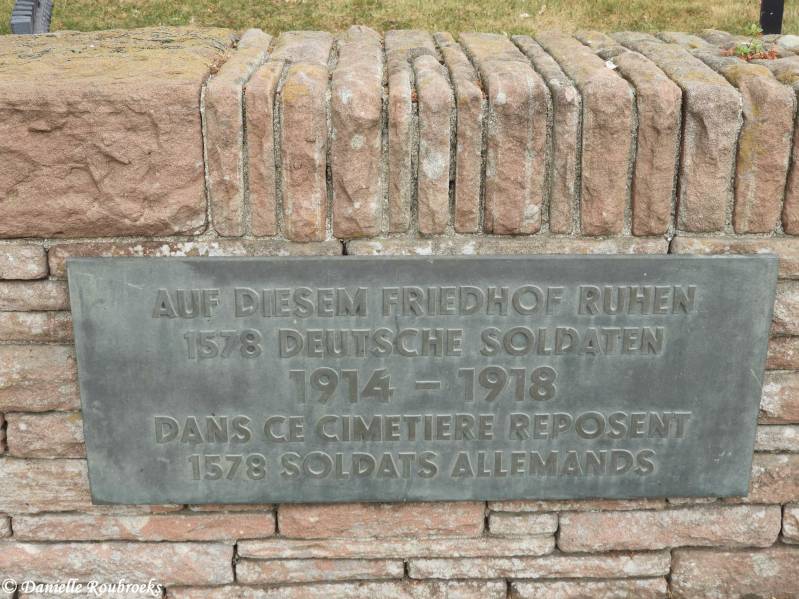 AUF DIESEM FRIEDHOF RUHEN
1578 DEUTSCHE SOLDATEN
1914 – 1918
DANS CE CIMETIERE REPOSENT
1578 SOLDATS ALLEMANDS
© Danielle Roubroeks